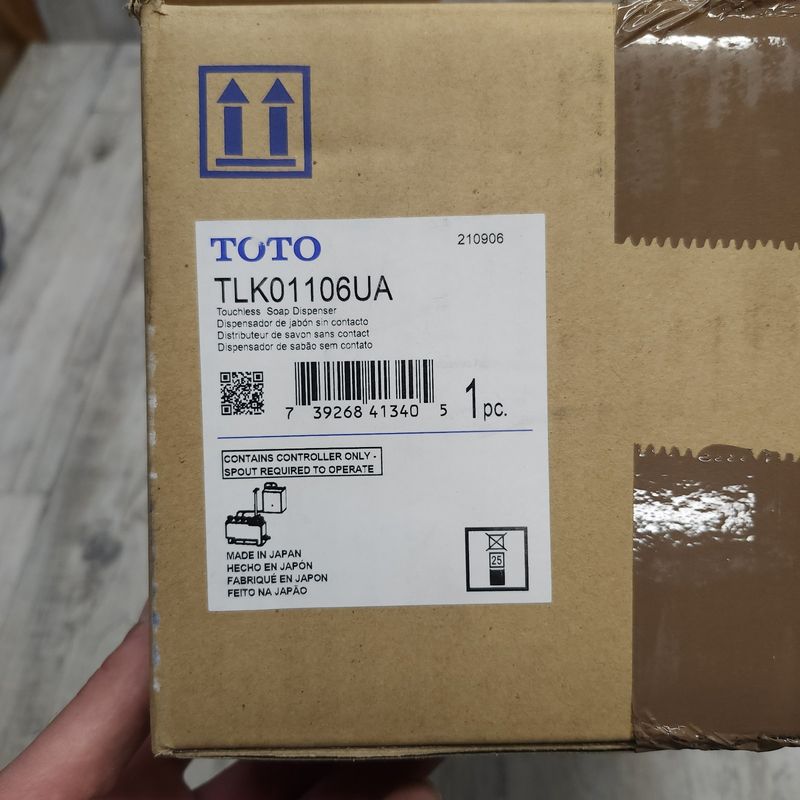 TOTO
210906
TLK01106UA
Touchless Soap Dispenser
Dispensador de jabón sin contacto
Distributeur de savon sans contact
Dispensador de sabão sem contato
7 39268 41340 5
1 pc.
CONTAINS CONTROLLER ONLY -
SPOUT REQUIRED TO OPERATE
MADE IN JAPAN
HECHO EN JAPÓN
FABRIQUÉ EN JAPON
FEITO NA JAPÃO
25